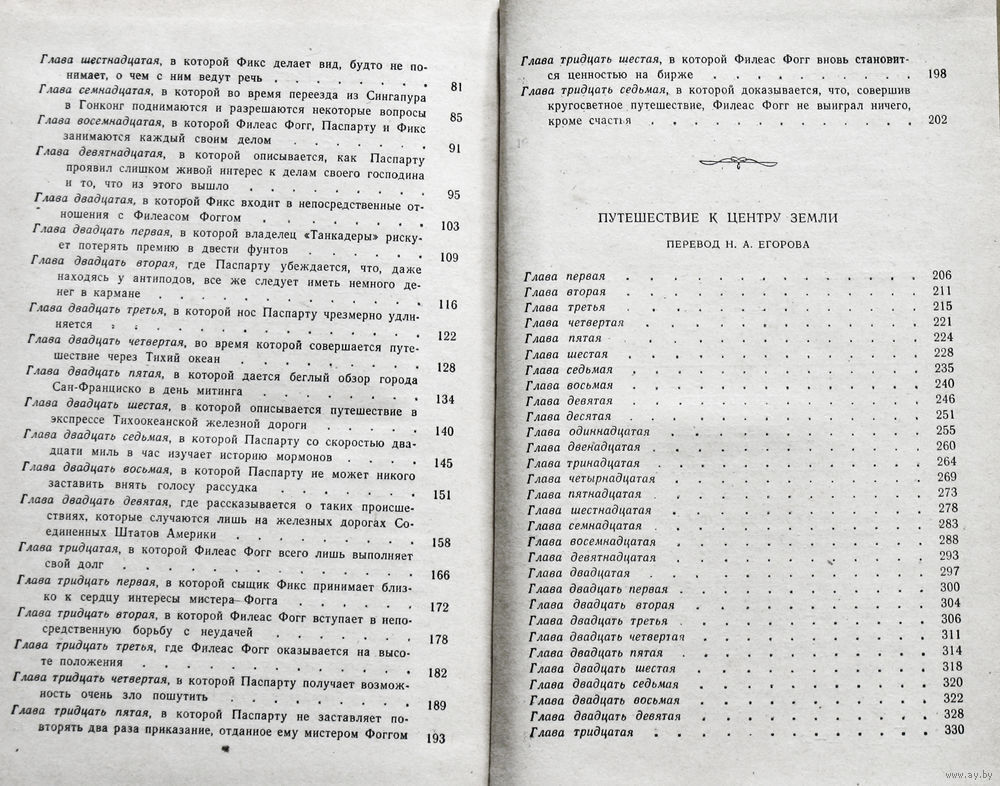 Глава шестнадцатая, в которой Фикс делает вид, будто не по-
нимает, о чем с ним ведут речь . . . . . . . . 81
Глава семнадцатая, в которой во время переезда из Сингапура
в Гонконг поднимаются и разрешаются некоторые вопросы 85
Глава восемнадцатая, в которой Филеас Фогг, Паспарту и Фикс
занимаются каждый своим делом . . . . . . . 91
Глава девятнадцатая, в которой описывается, как Паспарту
проявил слишком живой интерес к делам своего господина
и то, что из этого вышло . . . . . . . . . 95
Глава двадцатая, в которой Фикс входит в непосредственные от-
ношения с Филеасом Фоггом . . . . . . . . 103
Глава двадцать первая, в которой владелец «Танкадеры» риску-
ет потерять премию в двести фунтов . . . . . . 109
Глава двадцать вторая, где Паспарту убеждается, что, даже
находясь у антиподов, все же следует иметь немного де-
нег в кармане . . . . . . . . . . . . 116
Глава двадцать третья, в которой нос Паспарту чрезмерно удли-
няется . . . . . . . . . . . . . . 122
Глава двадцать четвертая, во время которой совершается путе-
шествие через Тихий океан . . . . . . . . . 128
Глава двадцать пятая, в которой дается беглый обзор города
Сан-Франциско в день митинга . . . . . . . . 134
Глава двадцать шестая, в которой описывается путешествие в
экспрессе Тихоокеанской железной дороги . . . . . 140
Глава двадцать седьмая, в которой Паспарту со скоростью два-
дцати миль в час изучает историю мормонов . . . . 145
Глава двадцать восьмая, в которой Паспарту не может никого
заставить внять голосу рассудка . . . . . . . 151
Глава двадцать девятая, где рассказывается о таких происше-
ствиях, которые случаются лишь на железных дорогах Со-
единенных Штатов Америки . . . . . . . . . 158
Глава тридцатая, в которой Филеас Фогг всего лишь выполняет
свой долг . . . . . . . . . . . . . 166
Глава тридцать первая, в которой сыщик Фикс принимает близ-
ко к сердцу интересы мистера Фогга . . . . . . 172
Глава тридцать вторая, в которой Филеас Фогг вступает в непо-
средственную борьбу с неудачей . . . . . . . 178
Глава тридцать третья, где Филеас Фогг оказывается на высо-
те положения . . . . . . . . . . . . 182
Глава тридцать четвертая, в которой Паспарту получает возмож-
ность очень зло пошутить . . . . . . . . . 189
Глава тридцать пятая, в которой Паспарту не заставляет по-
вторять два раза приказание, отданное ему мистером Фоггом 193
Глава тридцать шестая, в которой Филеас Фогг вновь становит-
ся ценностью на бирже . . . . . . . . . . 198
Глава тридцать седьмая, в которой доказывается, что, совершив
кругосветное путешествие, Филеас Фогг не выиграл ничего,
кроме счастья . . . . . . . . . . . . 202
ПУТЕШЕСТВИЕ К ЦЕНТРУ ЗЕМЛИ
ПЕРЕВОД Н. А. ЕГОРОВА
Глава первая . . . . . . . . . . . . . 206
Глава вторая . . . . . . . . . . . . . 211
Глава третья . . . . . . . . . . . . . 215
Глава четвертая . . . . . . . . . . . . 221
Глава пятая . . . . . . . . . . . . . 224
Глава шестая . . . . . . . . . . . . . 228
Глава седьмая . . . . . . . . . . . . . 235
Глава восьмая . . . . . . . . . . . . . 240
Глава девятая . . . . . . . . . . . . . 246
Глава десятая . . . . . . . . . . . . . 251
Глава одиннадцатая . . . . . . . . . . . 255
Глава двенадцатая . . . . . . . . . . . 260
Глава тринадцатая . . . . . . . . . . . 264
Глава четырнадцатая . . . . . . . . . . . 269
Глава пятнадцатая . . . . . . . . . . . 273
Глава шестнадцатая . . . . . . . . . . . 278
Глава семнадцатая . . . . . . . . . . . 283
Глава восемнадцатая . . . . . . . . . . . 288
Глава девятнадцатая . . . . . . . . . . . 293
Глава двадцатая . . . . . . . . . . . . 297
Глава двадцать первая . . . . . . . . . . 300
Глава двадцать вторая . . . . . . . . . . 304
Глава двадцать третья . . . . . . . . . . 306
Глава двадцать четвертая . . . . . . . . . 311
Глава двадцать пятая . . . . . . . . . . 314
Глава двадцать шестая . . . . . . . . . . 318
Глава двадцать седьмая . . . . . . . . . . 320
Глава двадцать восьмая . . . . . . . . . . 322
Глава двадцать девятая . . . . . . . . . . 328
Глава тридцатая . . . . . . . . . . . . 330
www.ay.by